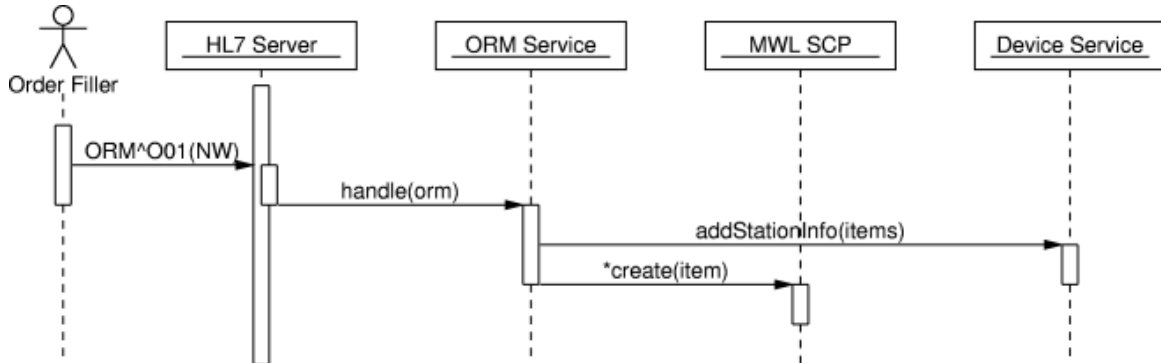 HL7 Server
ORM Service
MWL SCP
Device Service
Order Filler
ORM^O01(NW)
handle(orm)
addStationInfo(items)
*create(item)